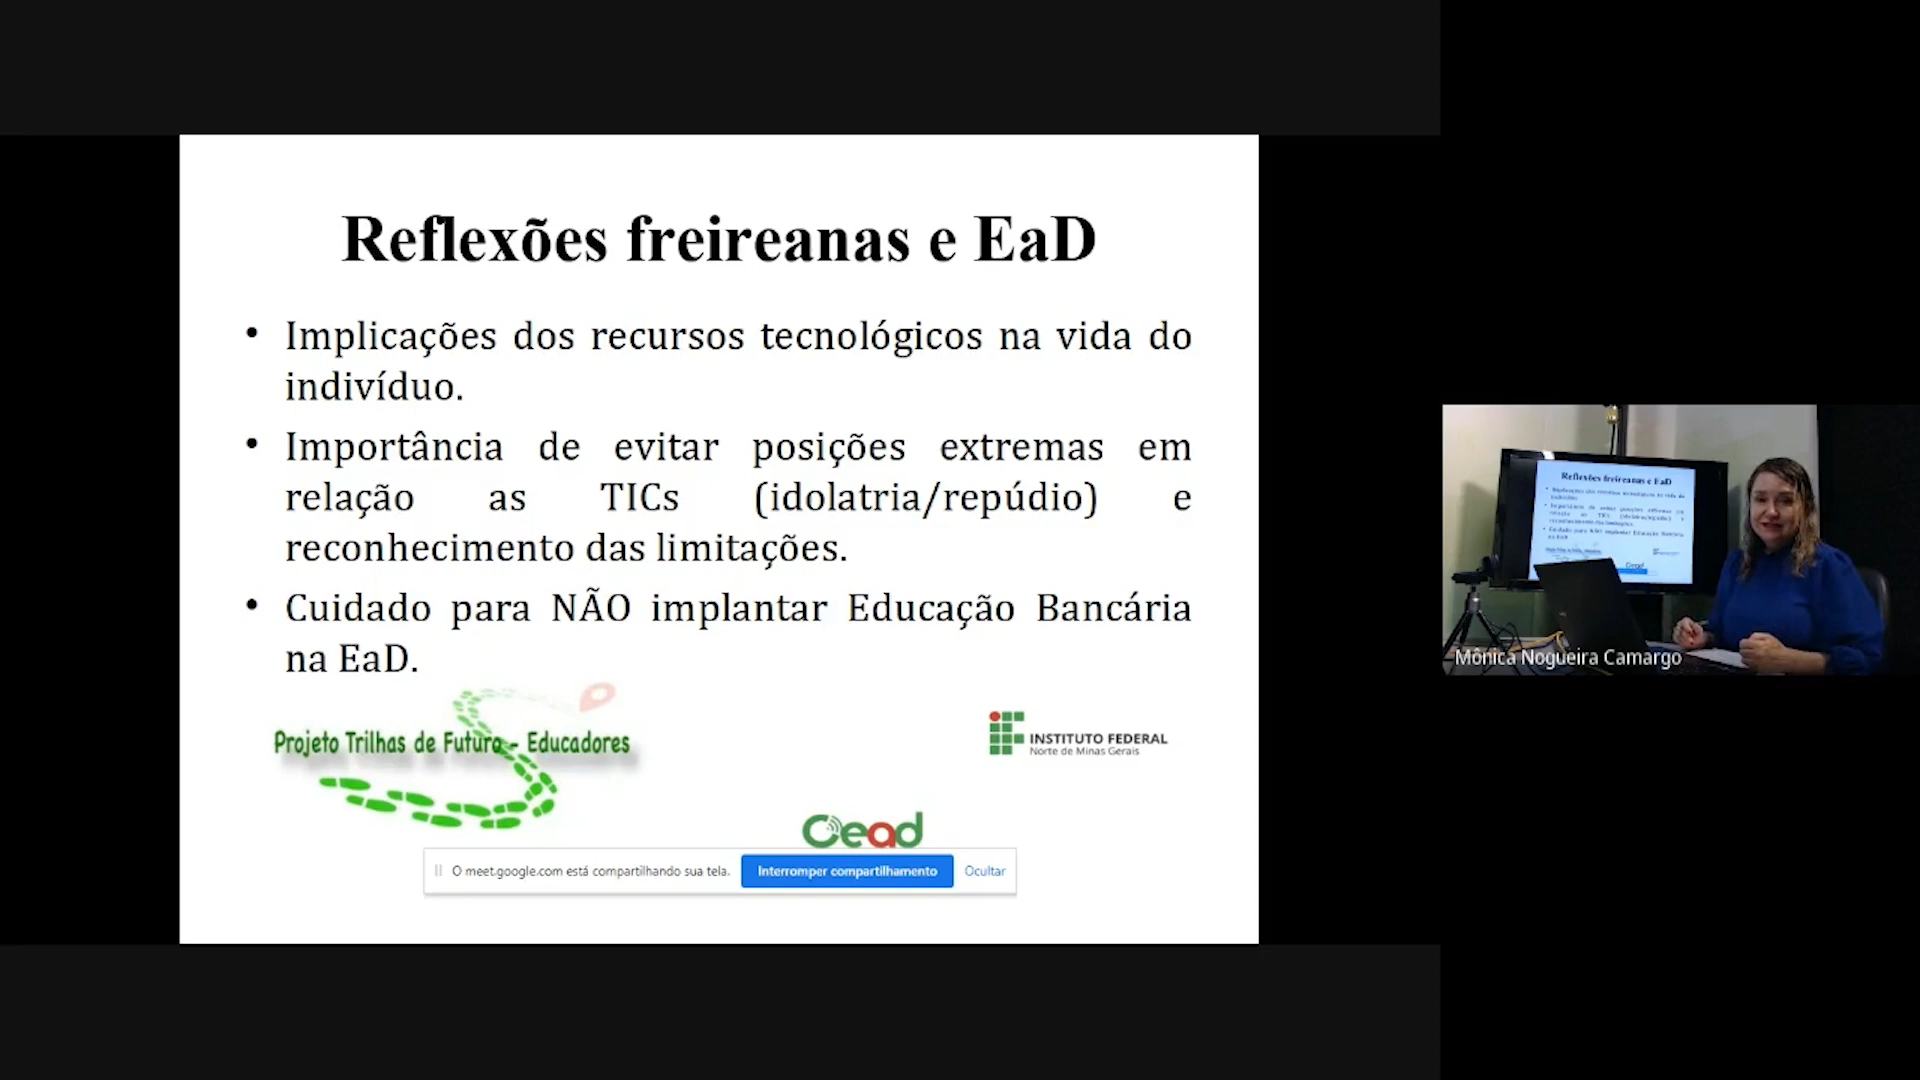 Reflexões freireanas e EaD
• Implicações dos recursos tecnológicos na vida do
indivíduo.
• Importância de evitar posições extremas em
relação as TICs (idolatria/repúdio) e
reconhecimento das limitações.
• Cuidado para NÃO implantar Educação Bancária
na EaD.
Projeto Trilhas de Futuro - Educadores
INSTITUTO FEDERAL
Norte de Minas Gerais
Cead
O meet.google.com está compartilhando sua tela.
Interromper compartilhamento
Ocultar
Reflexões freireanas e EaD
Mônica Nogueira Camargo